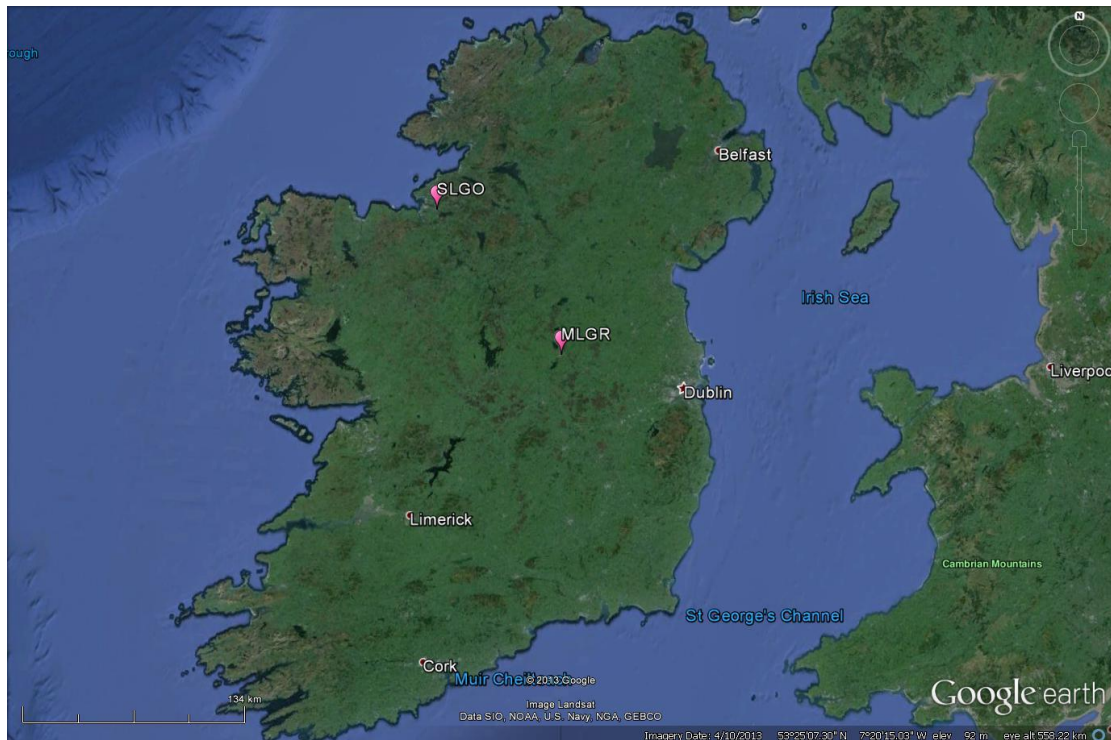 N
ough
Belfast
SLGO
Irish Sea
MLGR
Liverpoo
Dublin
Limerick
Cambrian Mountains
St George's Channel
Cork
Muir Chei
©2013 Google
134 km
Image Landsat
Data SIO, NOAA, U.S. Navy, NGA, GEBCO
Google earth
Imagery Date: 4/10/2013 53°25'07.30" N 7°20'15.03" W elev 92 m eye alt 558.22 km